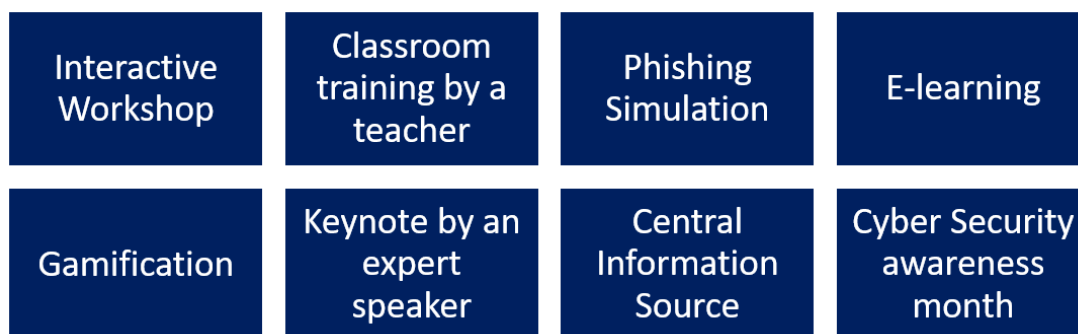 Interactive
Workshop
Classroom
training by a
teacher
Phishing
Simulation
E-learning
Gamification
Keynote by an
expert
speaker
Central
Information
Source
Cyber Security
awareness
month